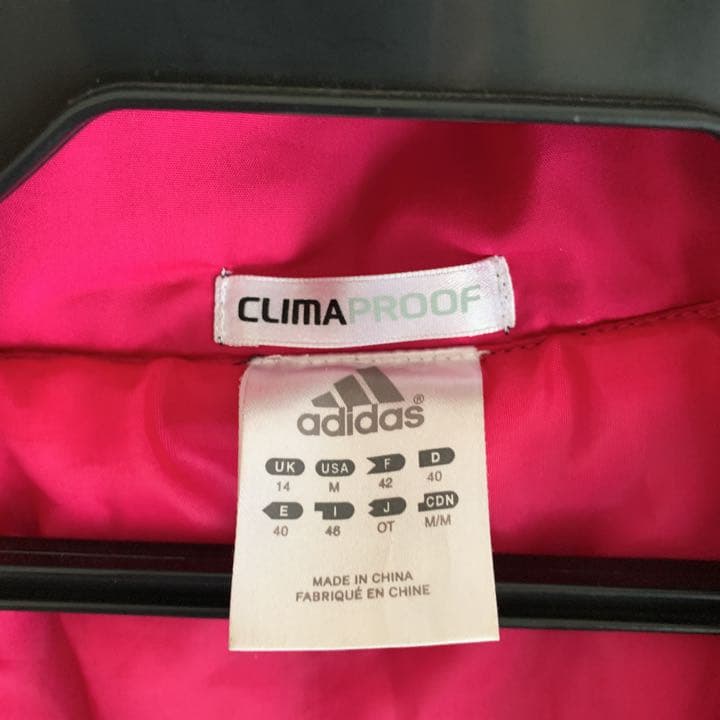 CLIMAPROOF
adidas®
UK USA F D
14 M 42 40
E I J CDN
40 46 OT M/M
MADE IN CHINA
FABRIQUÉ EN CHINE